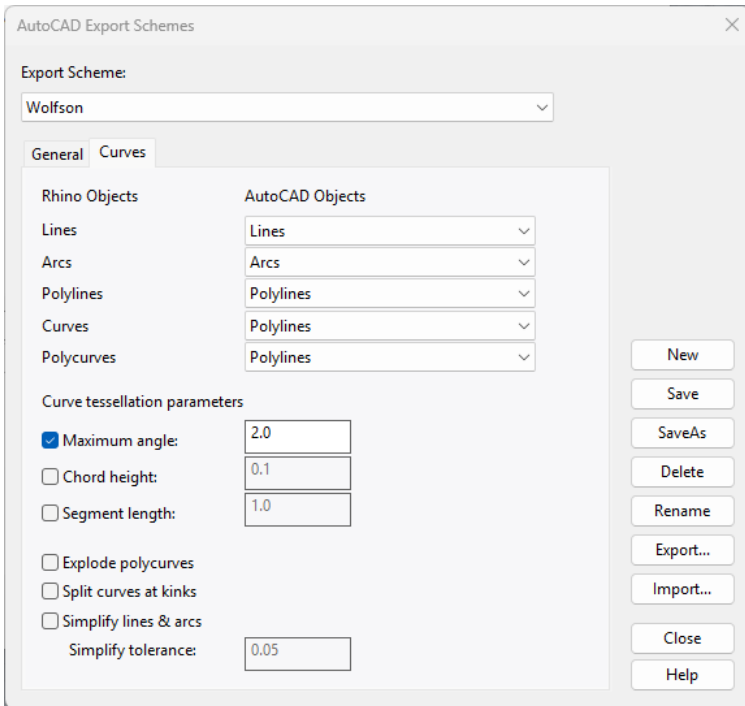 AutoCAD Export Schemes
Export Scheme:
Wolfson
General Curves
Rhino Objects AutoCAD Objects
Lines Lines
Arcs Arcs
Polylines Polylines
Curves Polylines
Polycurves Polylines
Curve tessellation parameters
Maximum angle: 2.0
Chord height: 0.1
Segment length: 1.0
Explode polycurves
Split curves at kinks
Simplify lines & arcs
Simplify tolerance: 0.05
New
Save
SaveAs
Delete
Rename
Export...
Import...
Close
Help